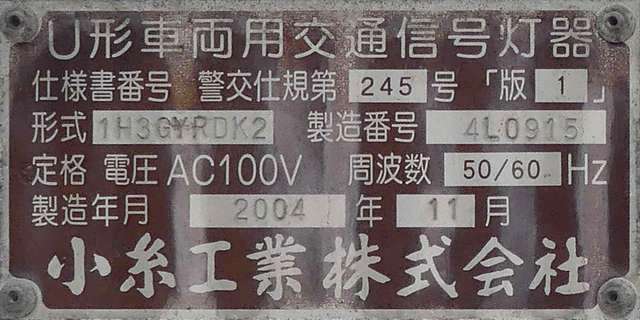 U形車両用交通信号灯器
仕様書番号 警交仕規第 245 号 「版 1 」
形式 1H3GYRDK2 製造番号 4L0915
定格 電圧 AC100V 周波数 50/60 Hz
製造年月 2004 年 11 月
小糸工業株式会社